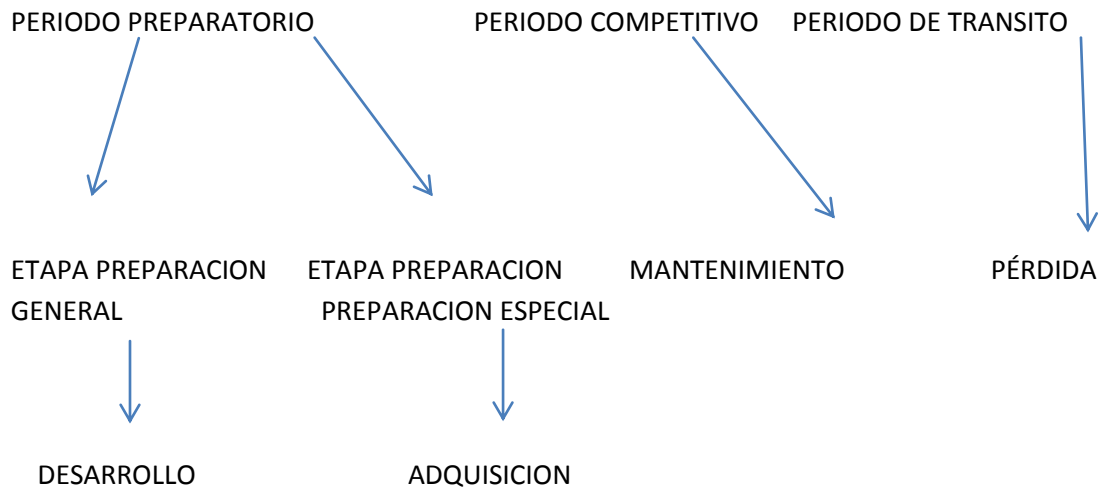 PERIODO PREPARATORIO PERIODO COMPETITIVO PERIODO DE TRANSITO
ETAPA PREPARACION ETAPA PREPARACION MANTENIMIENTO PÉRDIDA
GENERAL PREPARACION ESPECIAL
DESARROLLO ADQUISICION